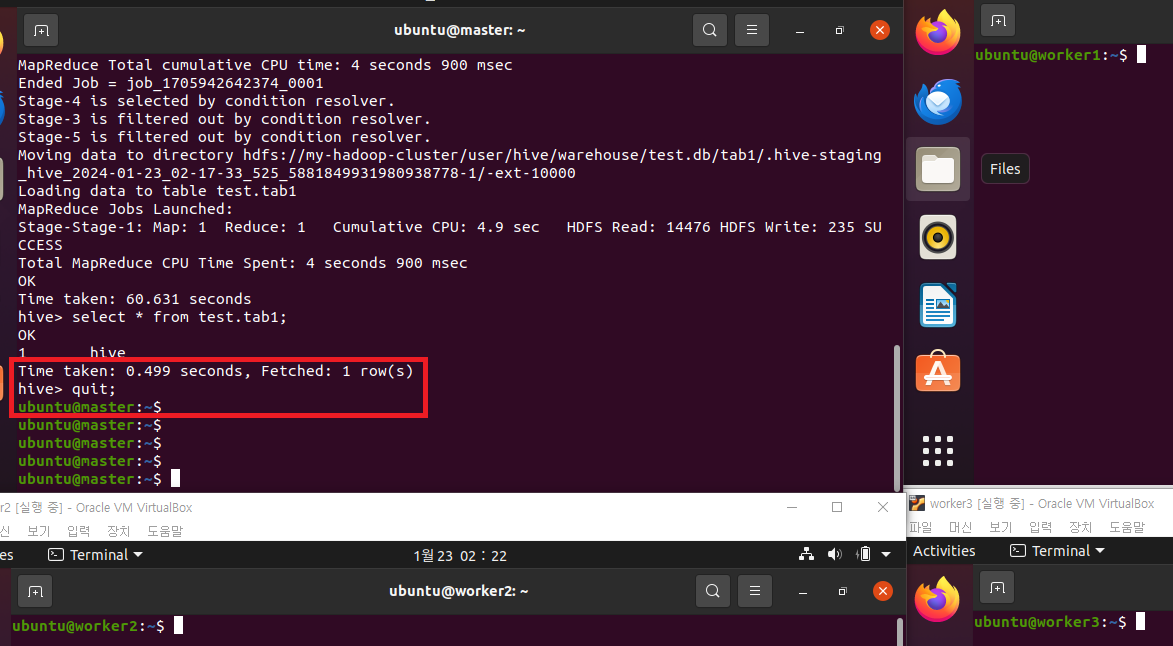 ubuntu@master: ~
MapReduce Total cumulative CPU time: 4 seconds 900 msec
Ended Job = job_1705942642374_0001
Stage-4 is selected by condition resolver.
Stage-3 is filtered out by condition resolver.
Stage-5 is filtered out by condition resolver.
Moving data to directory hdfs://my-hadoop-cluster/user/hive/warehouse/test.db/tab1/.hive-staging
_hive_2024-01-23_02-17-33_525_5881849931980938778-1/-ext-10000
Loading data to table test.tab1
MapReduce Jobs Launched:
Stage-Stage-1: Map: 1  Reduce: 1   Cumulative CPU: 4.9 sec   HDFS Read: 14476 HDFS Write: 235 SU
CCESS
Total MapReduce CPU Time Spent: 4 seconds 900 msec
OK
Time taken: 60.631 seconds
hive> select * from test.tab1;
OK
1       hive
Time taken: 0.499 seconds, Fetched: 1 row(s)
hive> quit;
ubuntu@master:~$
ubuntu@master:~$
ubuntu@master:~$
ubuntu@master:~$
ubuntu@master:~$
ubuntu@worker1:~$
Files
r2 [실행 중] - Oracle VM VirtualBox
신 보기 입력 장치 도움말
es Terminal 1월 23 02 : 22
ubuntu@worker2: ~
ubuntu@worker2:~$
worker3 [실행 중] - Oracle VM VirtualBox
파일 머신 보기 입력 장치 도움말
Activities Terminal
ubuntu@worker3:~$